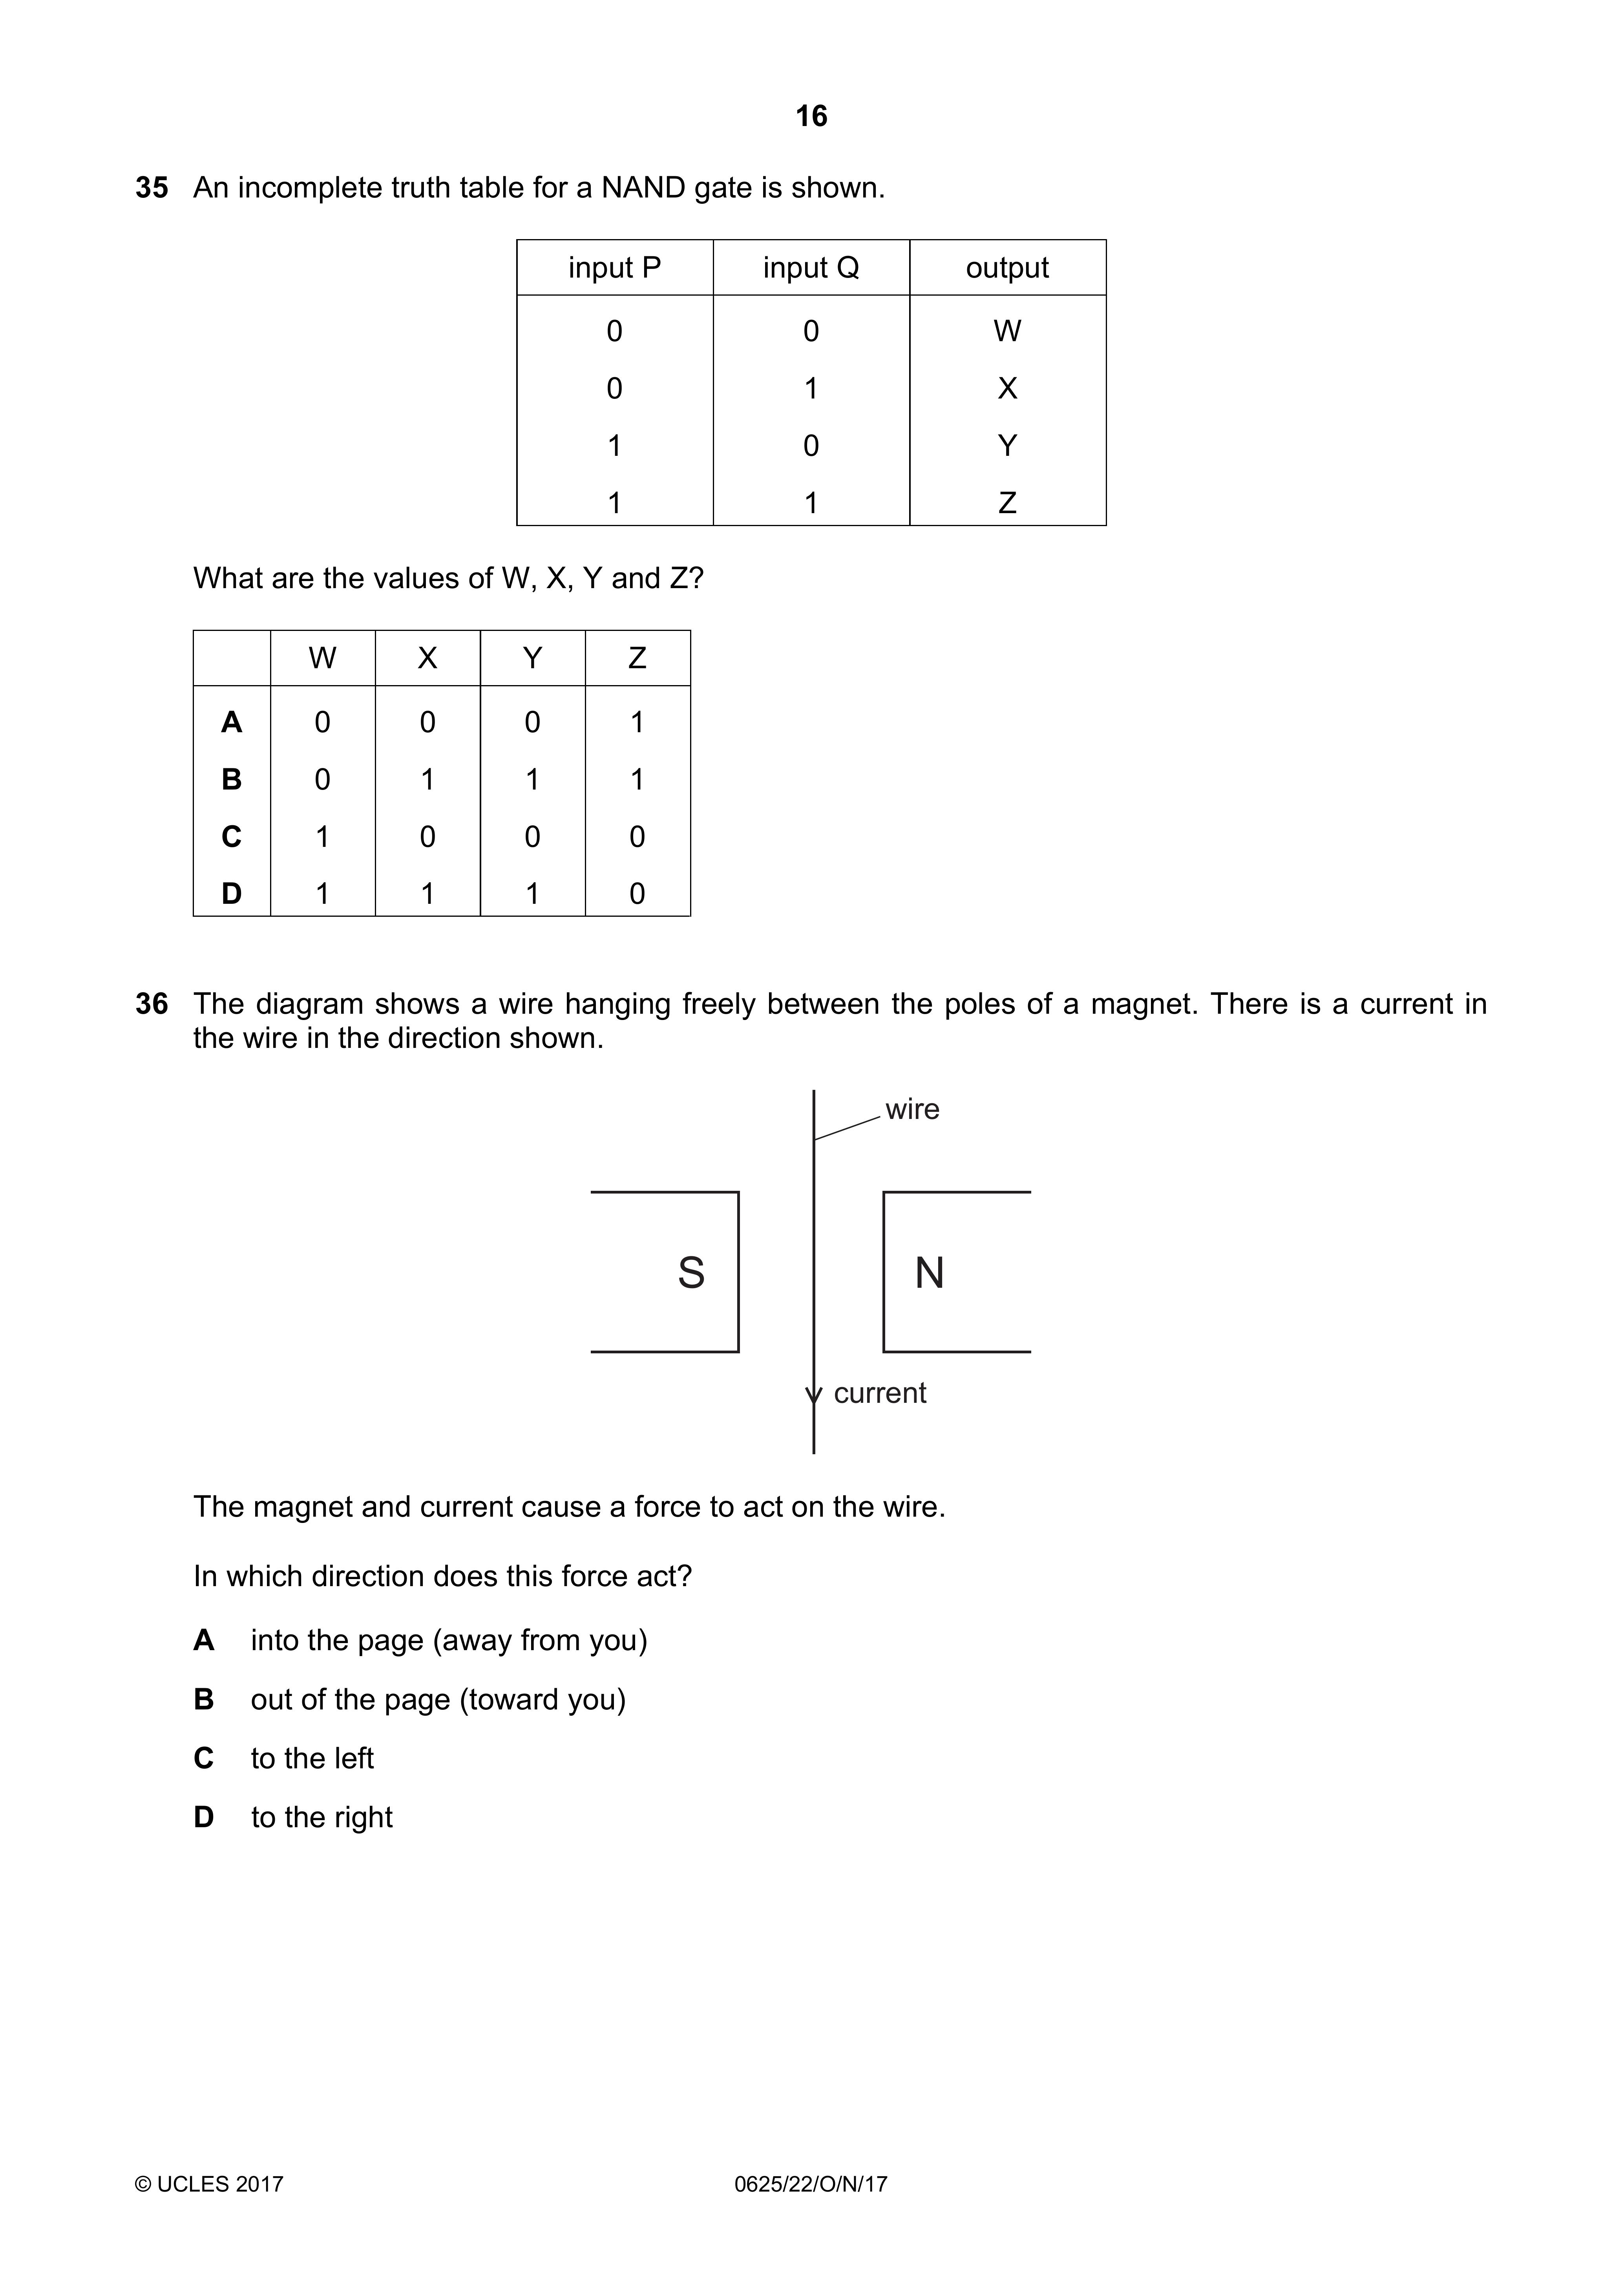 16
35 An incomplete truth table for a NAND gate is shown.
input P input Q output
0 0 W
0 1 X
1 0 Y
1 1 Z
What are the values of W, X, Y and Z?
W X Y Z
A 0 0 0 1
B 0 1 1 1
C 1 0 0 0
D 1 1 1 0
36 The diagram shows a wire hanging freely between the poles of a magnet. There is a current in
the wire in the direction shown.
wire
S N
current
The magnet and current cause a force to act on the wire.
In which direction does this force act?
A into the page (away from you)
B out of the page (toward you)
C to the left
D to the right
© UCLES 2017 0625/22/O/N/17